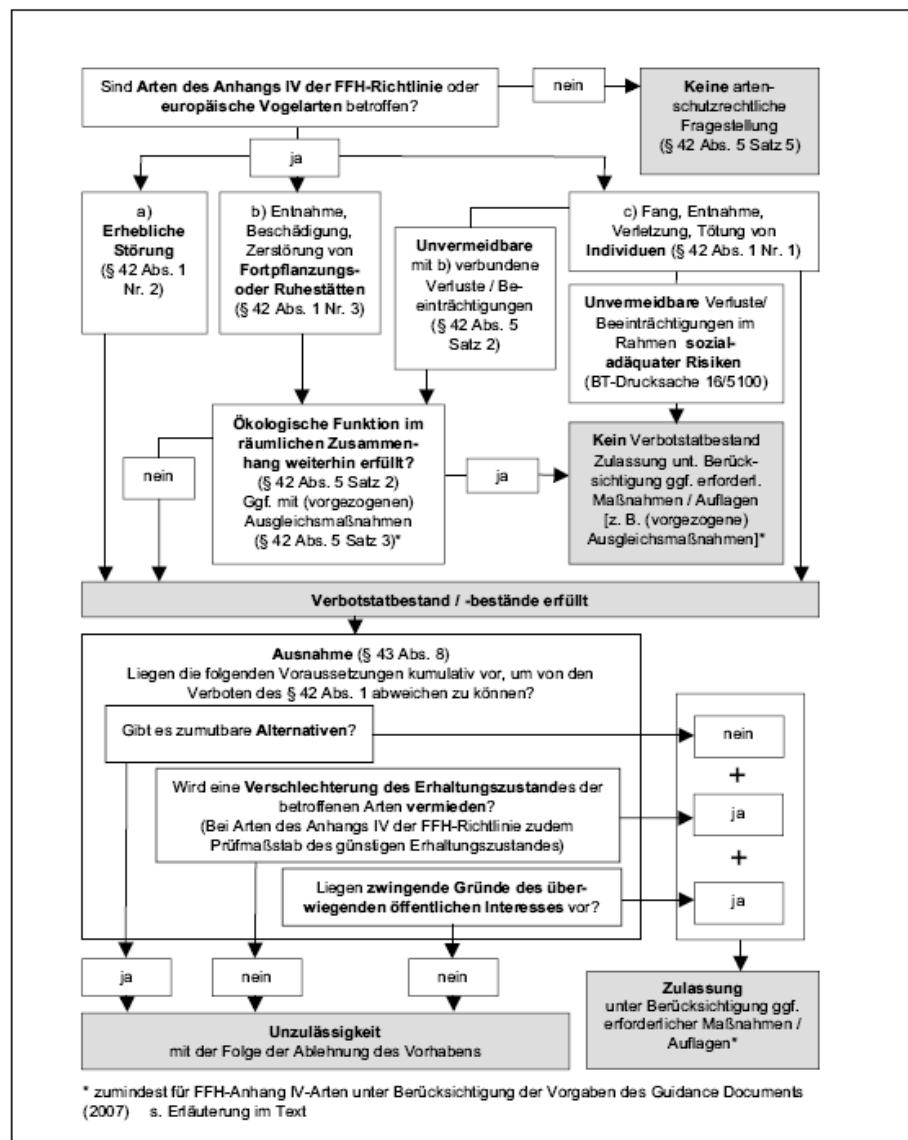 Sind Arten des Anhangs IV der FFH-Richtlinie oder
europäische Vogelarten betroffen?
nein
Keine arten-
schutzrechtliche
Fragestellung
(§ 42 Abs. 5 Satz 5)
ja
a)
Erhebliche
Störung
(§ 42 Abs. 1
Nr. 2)
b) Entnahme,
Beschädigung,
Zerstörung von
Fortpflanzungs-
oder Ruhestätten
(§ 42 Abs. 1 Nr. 3)
Unvermeidbare
mit b) verbundene
Verluste / Be-
einträchtigungen
(§ 42 Abs. 5
Satz 2)
c) Fang, Entnahme,
Verletzung, Tötung von
Individuen (§ 42 Abs. 1 Nr. 1)
Unvermeidbare Verluste/
Beeinträchtigungen im
Rahmen sozial-
adäquater Risiken
(BT-Drucksache 16/5100)
Ökologische Funktion im
räumlichen Zusammen-
hang weiterhin erfüllt?
(§ 42 Abs. 5 Satz 2)
Ggf. mit (vorgezogenen)
Ausgleichsmaßnahmen
(§ 42 Abs. 5 Satz 3)*
nein
ja
Kein Verbotstatbestand
Zulassung unt. Berück-
sichtigung ggf. erforderl.
Maßnahmen / Auflagen
[z. B. (vorgezogene)
Ausgleichsmaßnahmen]*
Verbotstatbestand / -bestände erfüllt
Ausnahme (§ 43 Abs. 8)
Liegen die folgenden Voraussetzungen kumulativ vor, um von den
Verboten des § 42 Abs. 1 abweichen zu können?
Gibt es zumutbare Alternativen?
nein
+
Wird eine Verschlechterung des Erhaltungszustandes der
betroffenen Arten vermieden?
(Bei Arten des Anhangs IV der FFH-Richtlinie zudem
Prüfmaßstab des günstigen Erhaltungszustandes)
ja
+
Liegen zwingende Gründe des über-
wiegenden öffentlichen Interesses vor?
ja
ja
nein
nein
Unzulässigkeit
mit der Folge der Ablehnung des Vorhabens
Zulassung
unter Berücksichtigung ggf.
erforderlicher Maßnahmen /
Auflagen*
* zumindest für FFH-Anhang IV-Arten unter Berücksichtigung der Vorgaben des Guidance Documents
(2007) s. Erläuterung im Text